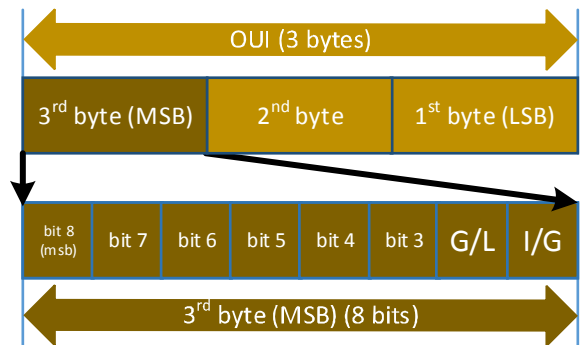 OUI (3 bytes)
3rd byte (MSB) 2nd byte 1st byte (LSB)
bit 8 (msb) bit 7 bit 6 bit 5 bit 4 bit 3 G/L I/G
3rd byte (MSB) (8 bits)